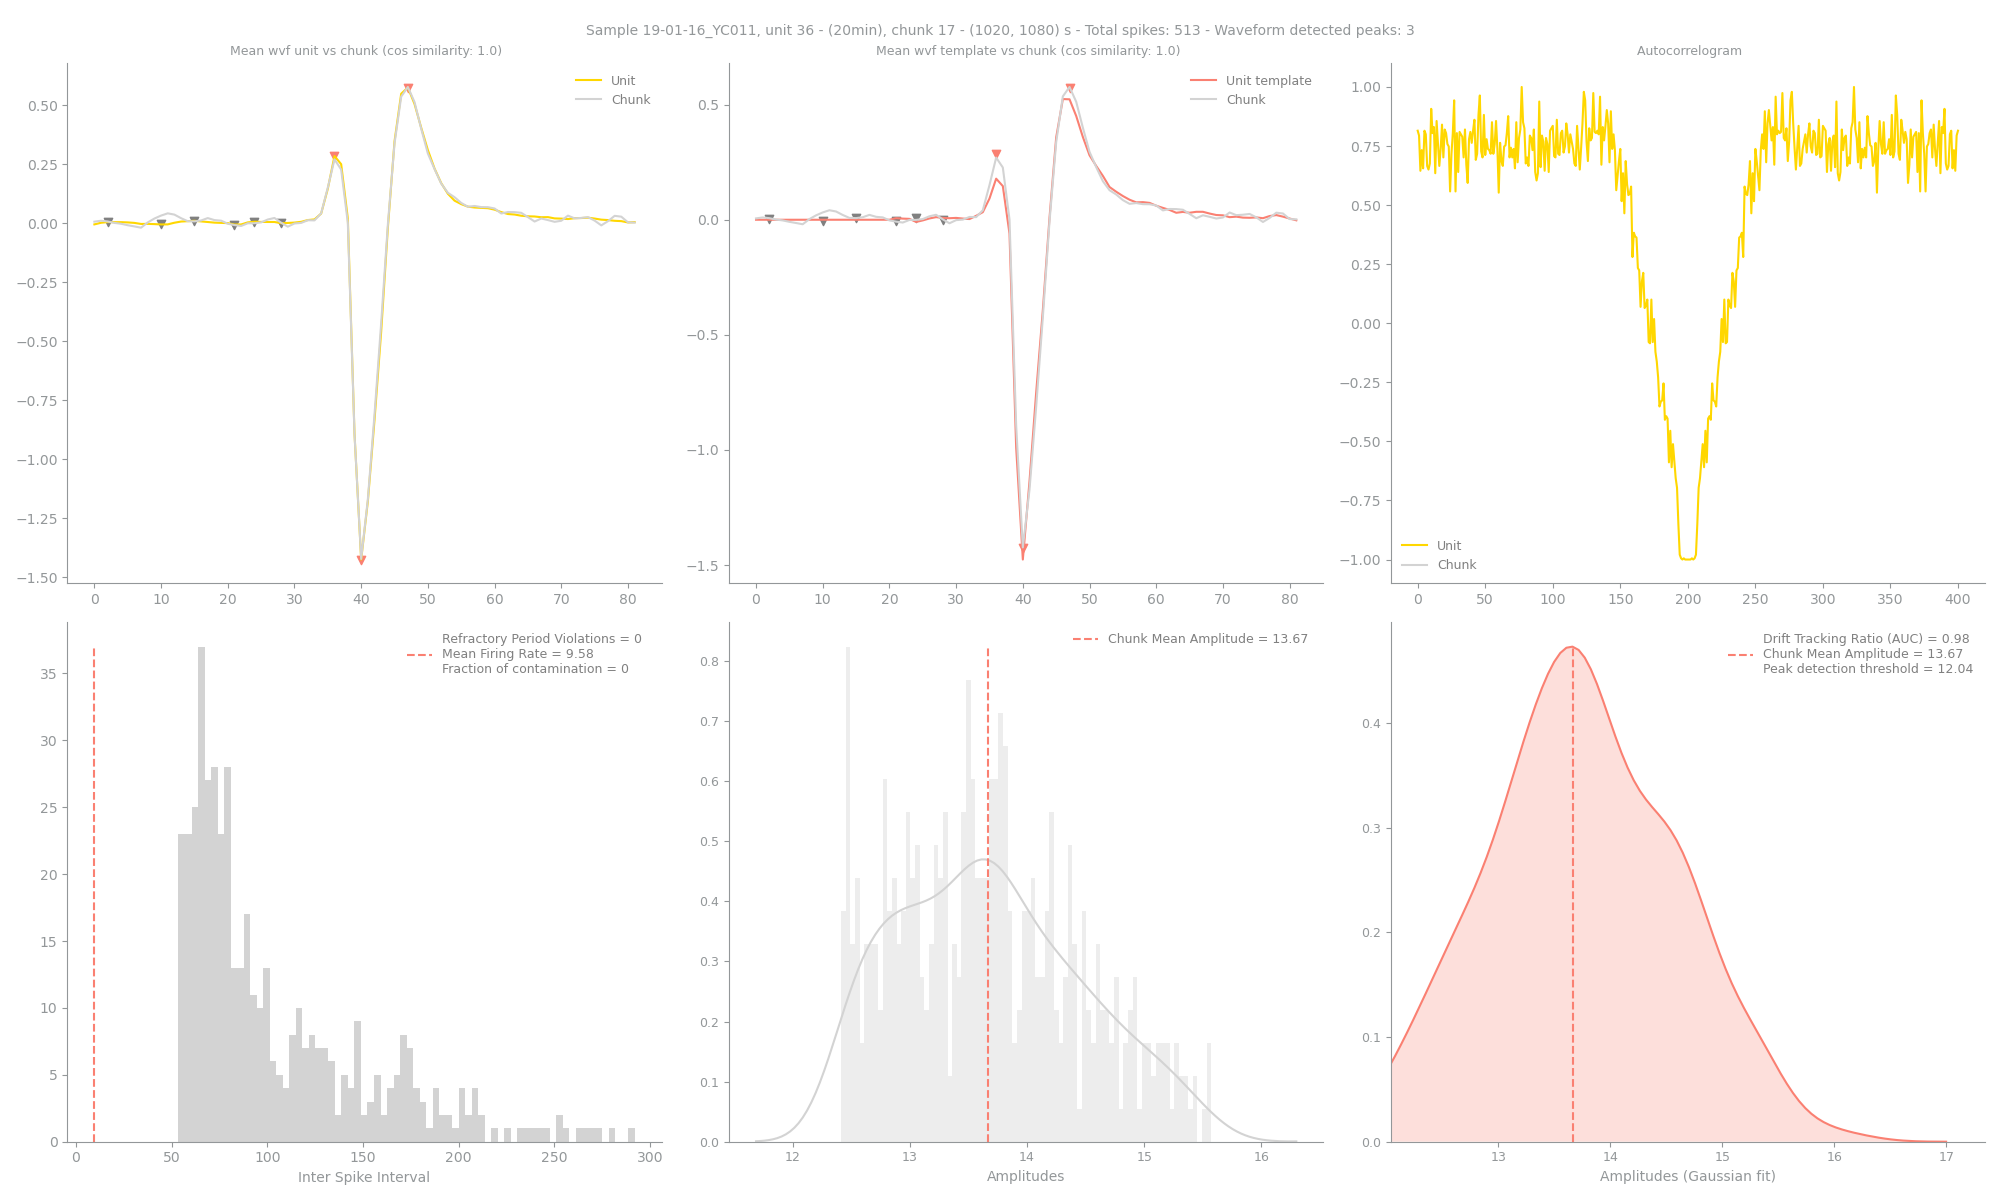 Sample 19-01-16_YC011, unit 36 - (20min), chunk 17 - (1020, 1080) s - Total spikes: 513 - Waveform detected peaks: 3
Mean wvf unit vs chunk (cos similarity: 1.0)
Unit
Chunk
0.50
0.25
0.00
−0.25
−0.50
−0.75
−1.00
−1.25
−1.50
0 10 20 30 40 50 60 70 80
Mean wvf template vs chunk (cos similarity: 1.0)
Unit template
Chunk
0.5
0.0
−0.5
−1.0
−1.5
0 10 20 30 40 50 60 70 80
Autocorrelogram
1.00
0.75
0.50
0.25
0.00
−0.25
−0.50
−0.75
−1.00
Unit
Chunk
0 50 100 150 200 250 300 350 400
Refractory Period Violations = 0
Mean Firing Rate = 9.58
Fraction of contamination = 0
35
30
25
20
15
10
5
0
0 50 100 150 200 250 300
Inter Spike Interval
Chunk Mean Amplitude = 13.67
0.8
0.7
0.6
0.5
0.4
0.3
0.2
0.1
0.0
12 13 14 15 16
Amplitudes
Drift Tracking Ratio (AUC) = 0.98
Chunk Mean Amplitude = 13.67
Peak detection threshold = 12.04
0.4
0.3
0.2
0.1
0.0
13 14 15 16 17
Amplitudes (Gaussian fit)